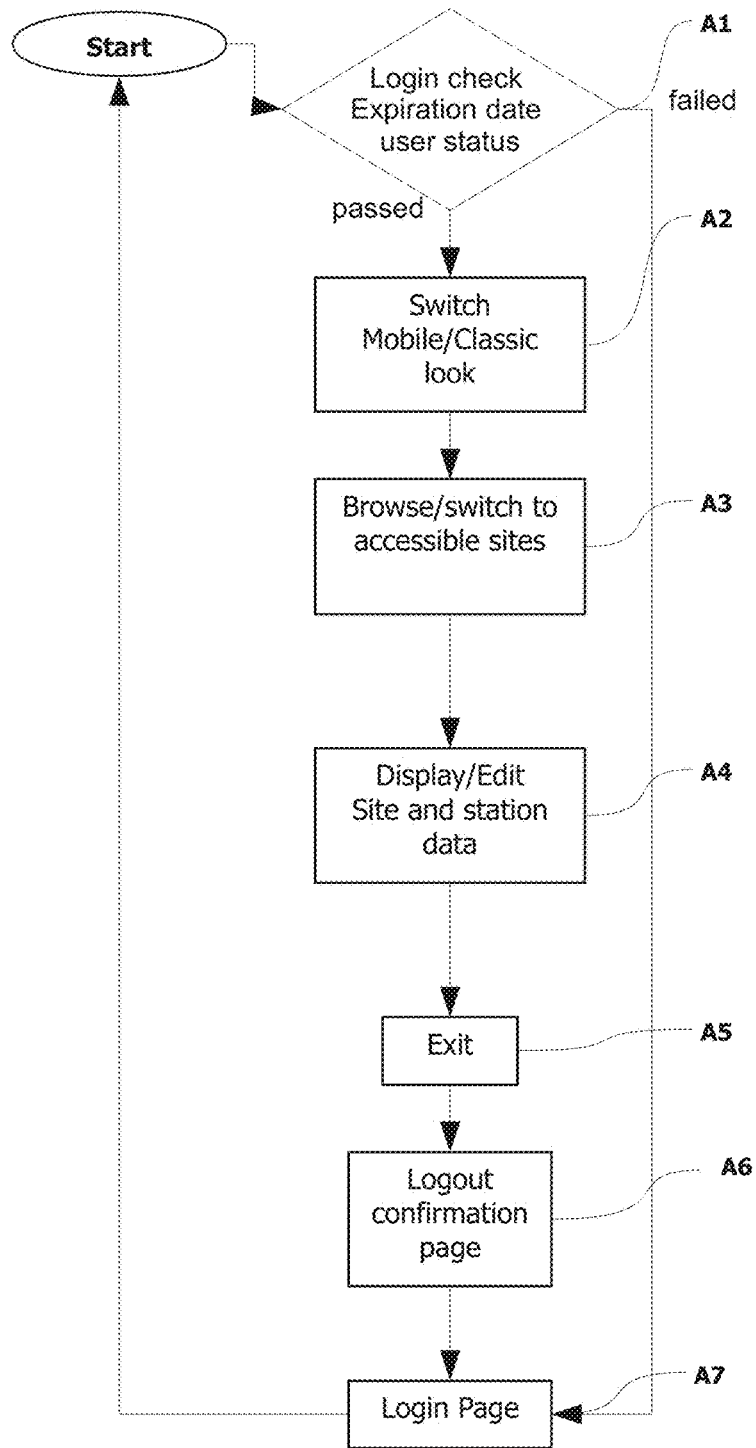 Start
Login check
Expiration date
user status
A1
failed
passed
A2
Switch
Mobile/Classic
look
Browse/switch to
accessible sites
A3
Display/Edit
Site and station
data
A4
Exit
A5
Logout
confirmation
page
A6
Login Page
A7